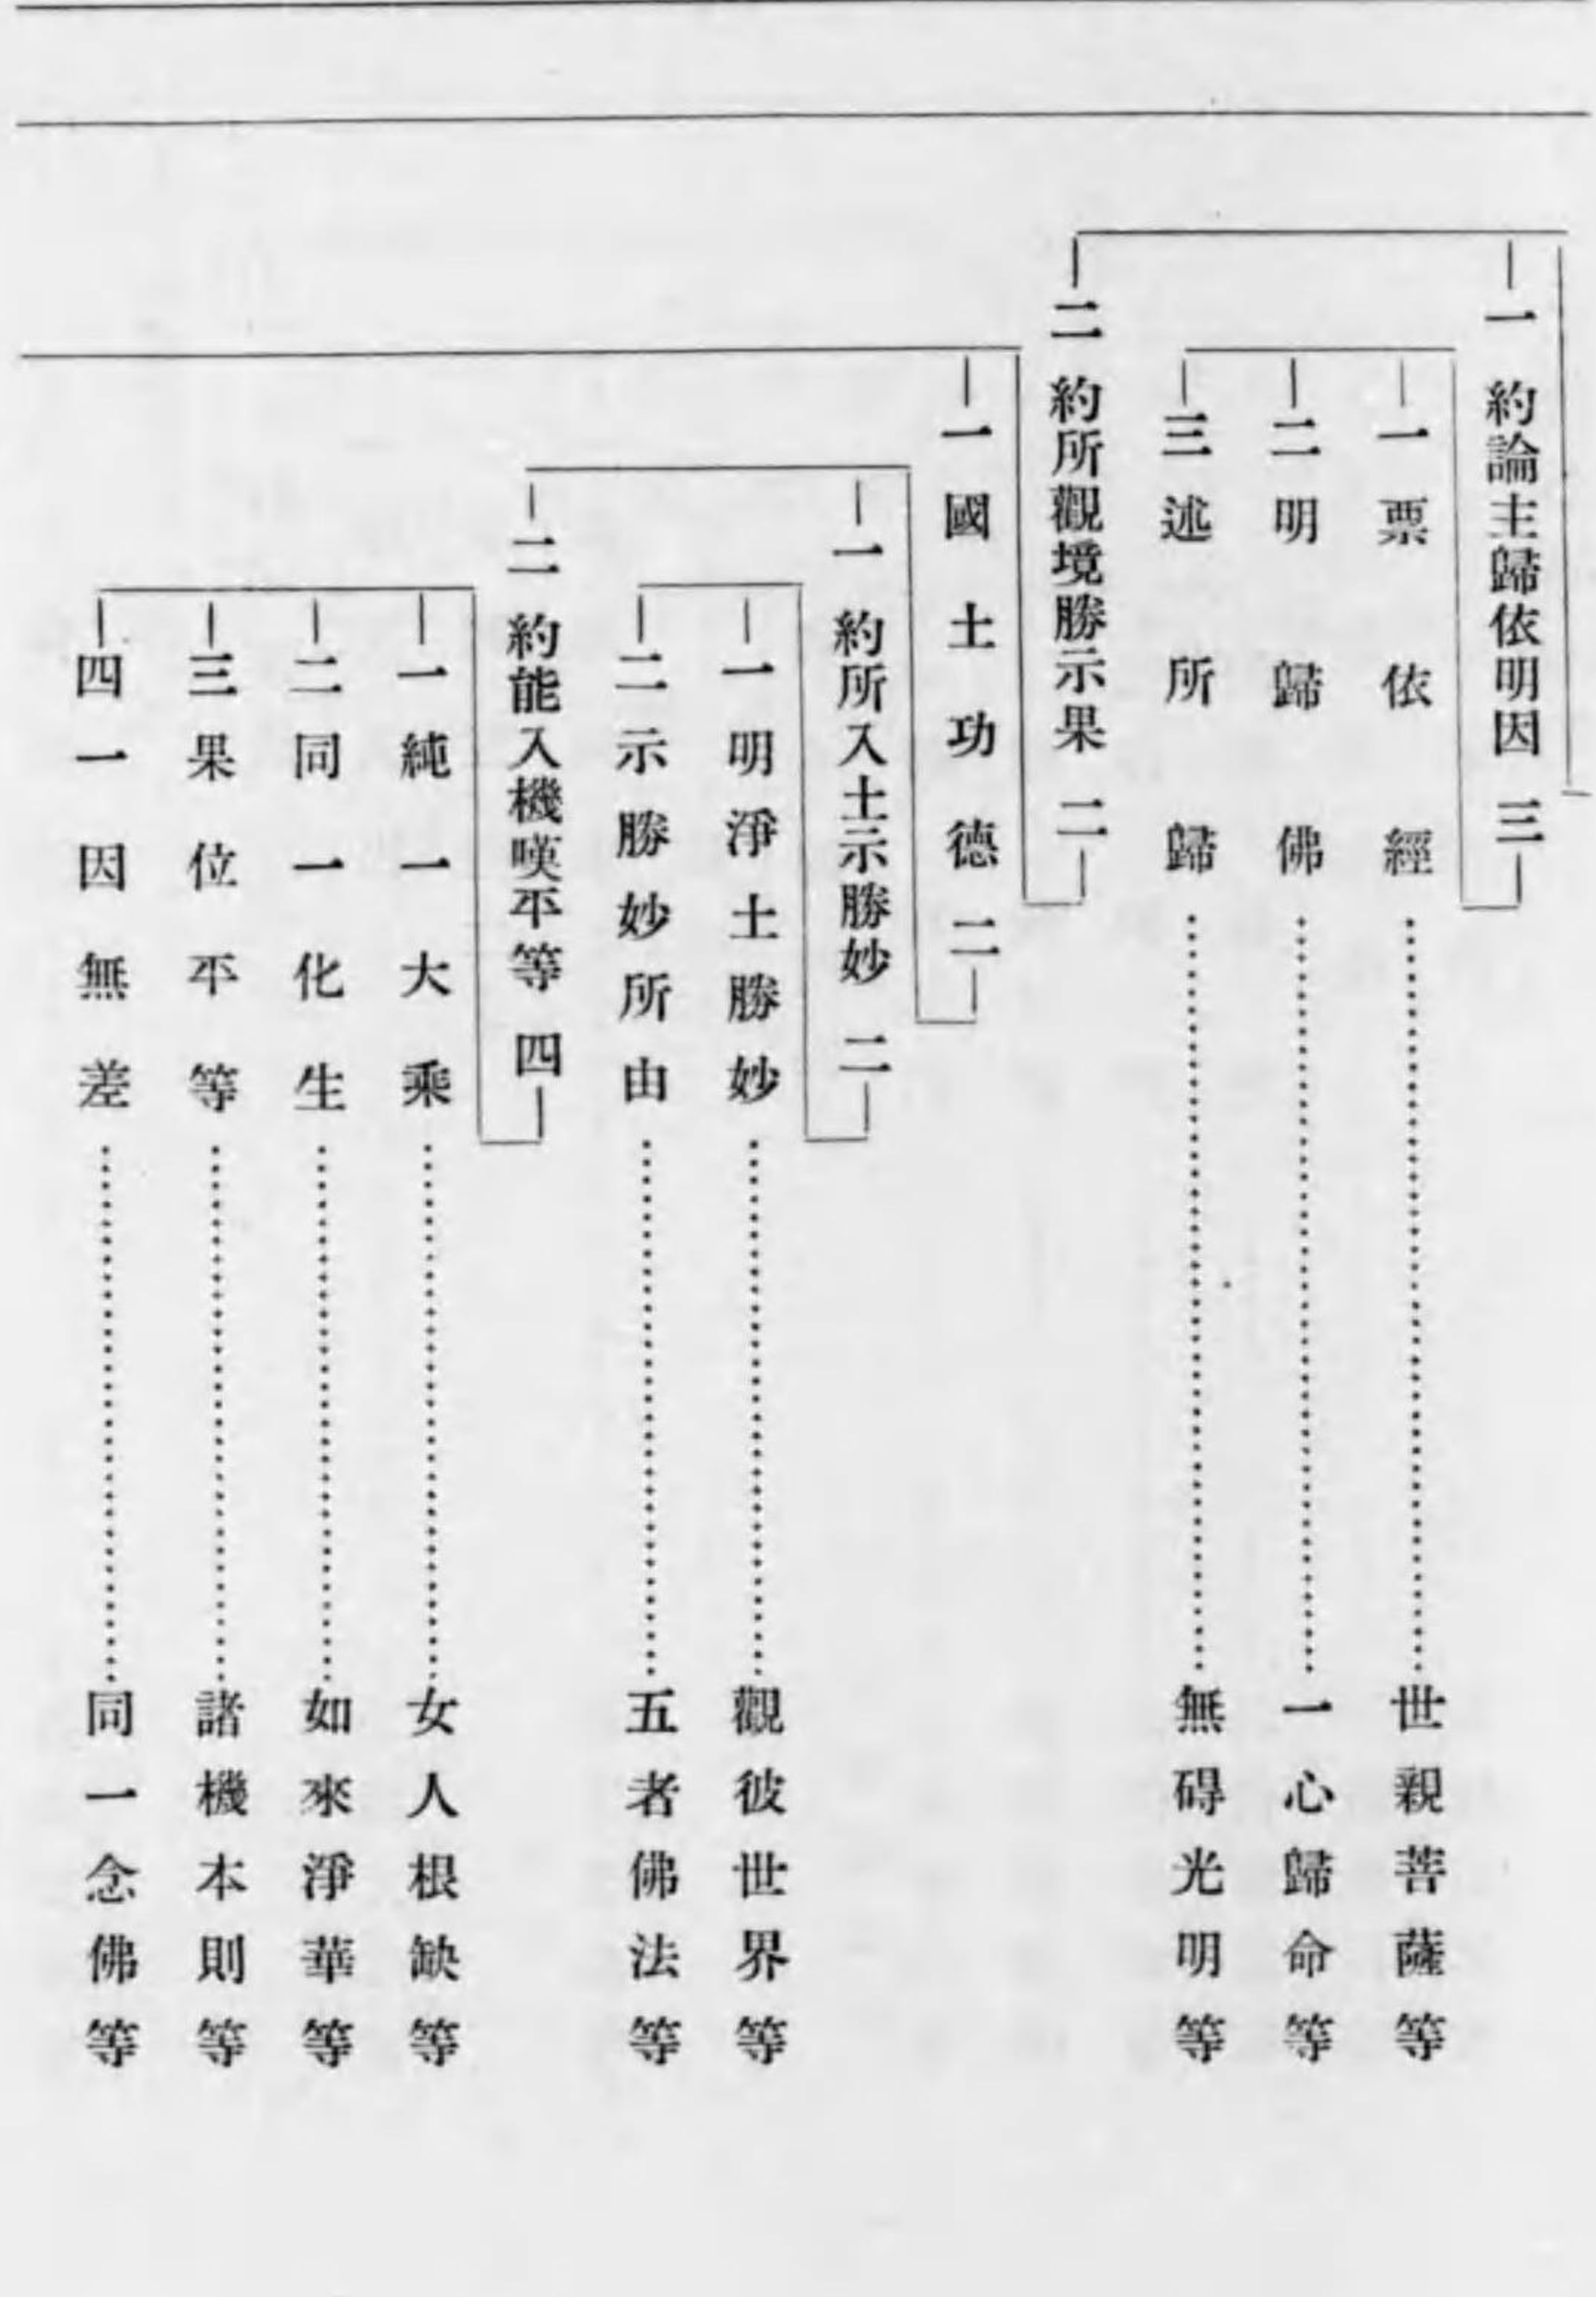 一 約論主歸依明因 三
一票依經 世親菩薩等
二明歸佛 一心歸命等
三述所歸 無碍光明等
二 約所觀境勝示果 二
一國土功德 二
一 約所入土示勝妙 二
一明淨土勝妙 觀彼世界等
二示勝妙所由 五者佛法等
二 約能入機嘆平等 四
一純一大乘 女人根缺等
二同一化生 如來淨華等
三果位平等 諸機本則等
四一因無差 同一念佛等